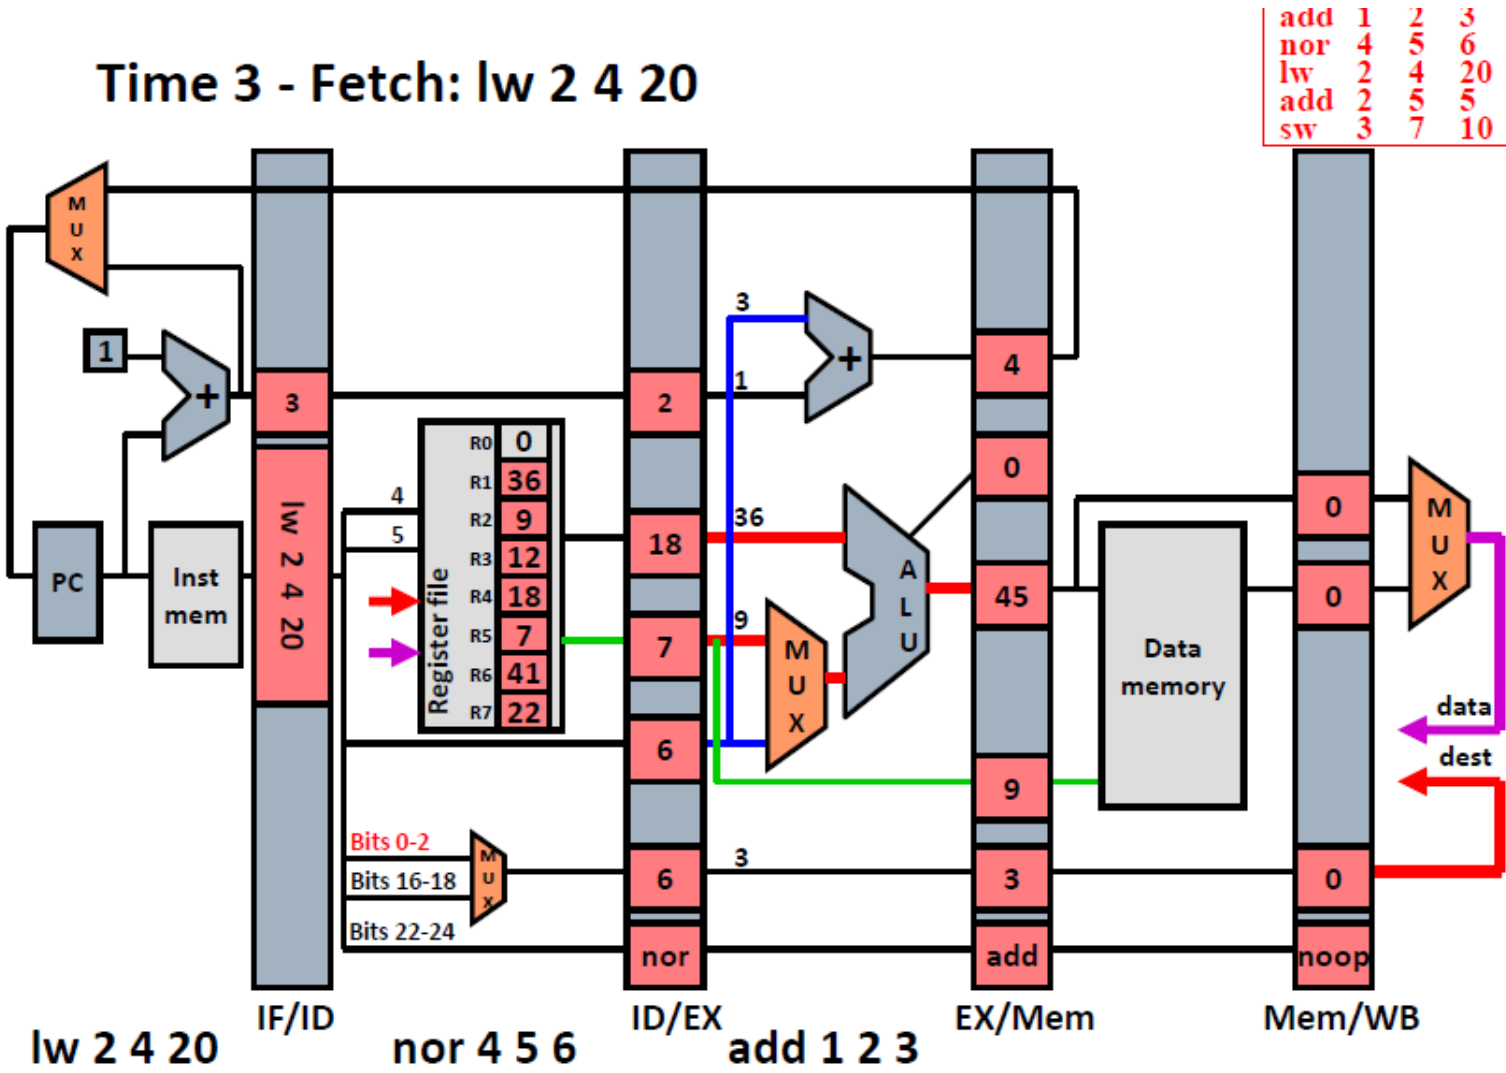 add 1 2 3
nor 4 5 6
lw 2 4 20
add 2 5 5
sw 3 7 10
Time 3 - Fetch: lw 2 4 20
M
U
X
1
+
3
PC
Inst
mem
lw 2 4 20
4
5
Register file
R0 0
R1 36
R2 9
R3 12
R4 18
R5 7
R6 41
R7 22
Bits 0-2
Bits 16-18
Bits 22-24
M
U
X
2
18
7
6
6
nor
3
1
36
9
3
+
M
U
X
A
L
U
4
0
45
9
3
add
Data
memory
0
0
0
noop
M
U
X
data
dest
IF/ID
ID/EX
EX/Mem
Mem/WB
lw 2 4 20
nor 4 5 6
add 1 2 3